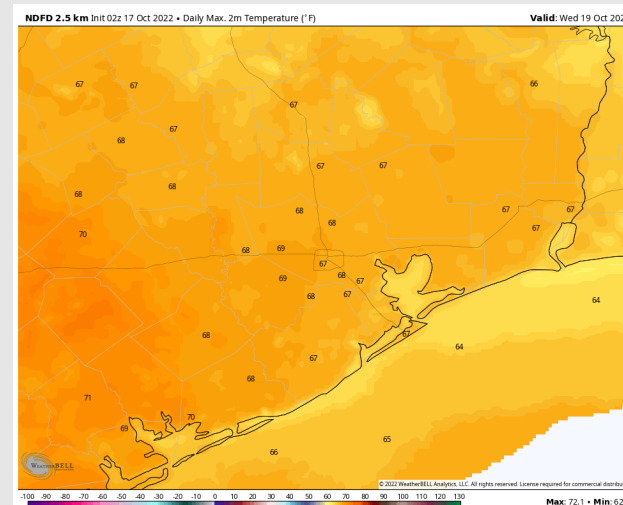 NDFD 2.5 km Init 02z 17 Oct 2022 • Daily Max. 2m Temperature (°F)
Valid: Wed 19 Oct 202
67 67 66
67
67
68
67 67
68 68
68 67 67
68 67
70
68 69
67
69 68 67
68 67
64
68 67
64
67
68
71
70
69
65
66
WeatherBELL
© 2022 WeatherBELL Analytics, LLC. All rights reserved. License required for commercial distribu
-100 -90 -80 -70 -60 -50 -40 -30 -20 -10 0 10 20 30 40 50 60 70 80 90 100 110 120 130
Max: 72.1 • Min: 62